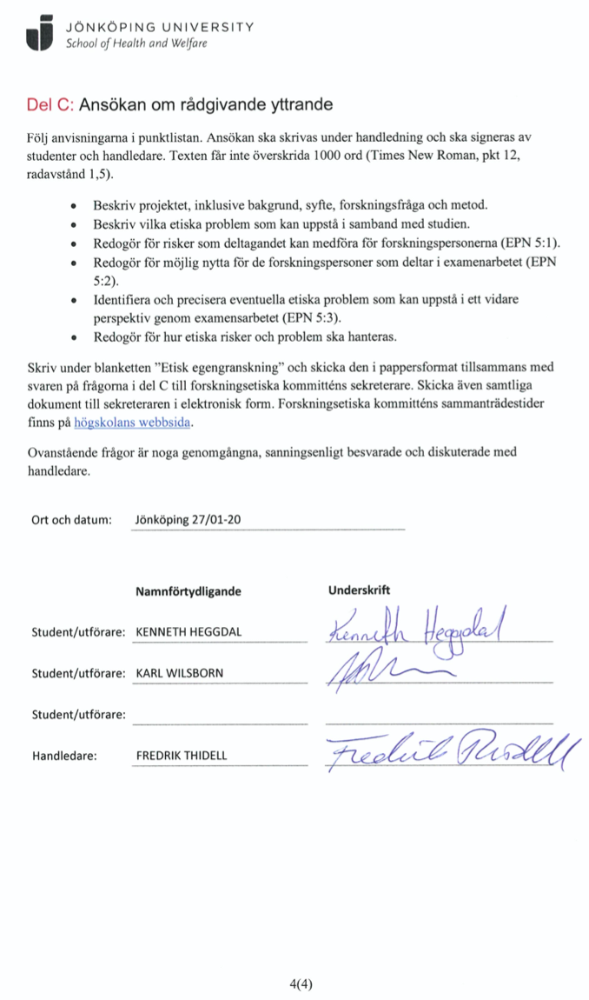 JÖNKÖPING UNIVERSITY
School of Health and Welfare
Del C: Ansökan om rådgivande yttrande
Följ anvisningarna i punktlistan. Ansökan ska skrivas under handledning och ska signeras av
studenter och handledare. Texten får inte överskrida 1000 ord (Times New Roman, pkt 12,
radavstånd 1,5).
• Beskriv projektet, inklusive bakgrund, syfte, forskningsfråga och metod.
• Beskriv vilka etiska problem som kan uppstå i samband med studien.
• Redogör för risker som deltagandet kan medföra för forskningspersonerna (EPN 5:1).
• Redogör för möjlig nytta för de forskningspersoner som deltar i examenarbetet (EPN
5:2).
• Identifiera och precisera eventuella etiska problem som kan uppstå i ett vidare
perspektiv genom examensarbetet (EPN 5:3).
• Redogör för hur etiska risker och problem ska hanteras.
Skriv under blanketten ”Etisk egengranskning” och skicka den i pappersformat tillsammans med
svaren på frågorna i del C till forskningsetiska kommitténs sekreterare. Skicka även samtliga
dokument till sekreteraren i elektronisk form. Forskningsetiska kommitténs sammanträdestider
finns på högskolans webbsida.
Ovanstående frågor är noga genomgångna, sanningsenligt besvarade och diskuterade med
handledare.
Ort och datum: Jönköping 27/01-20
Namnförtydligande Underskrift
Student/utförare: KENNETH HEGGDAL Kenneth Heggdal
Student/utförare: KARL WILSBORN
Student/utförare:
Handledare: FREDRIK THIDELL Fredrik Thidell
4(4)